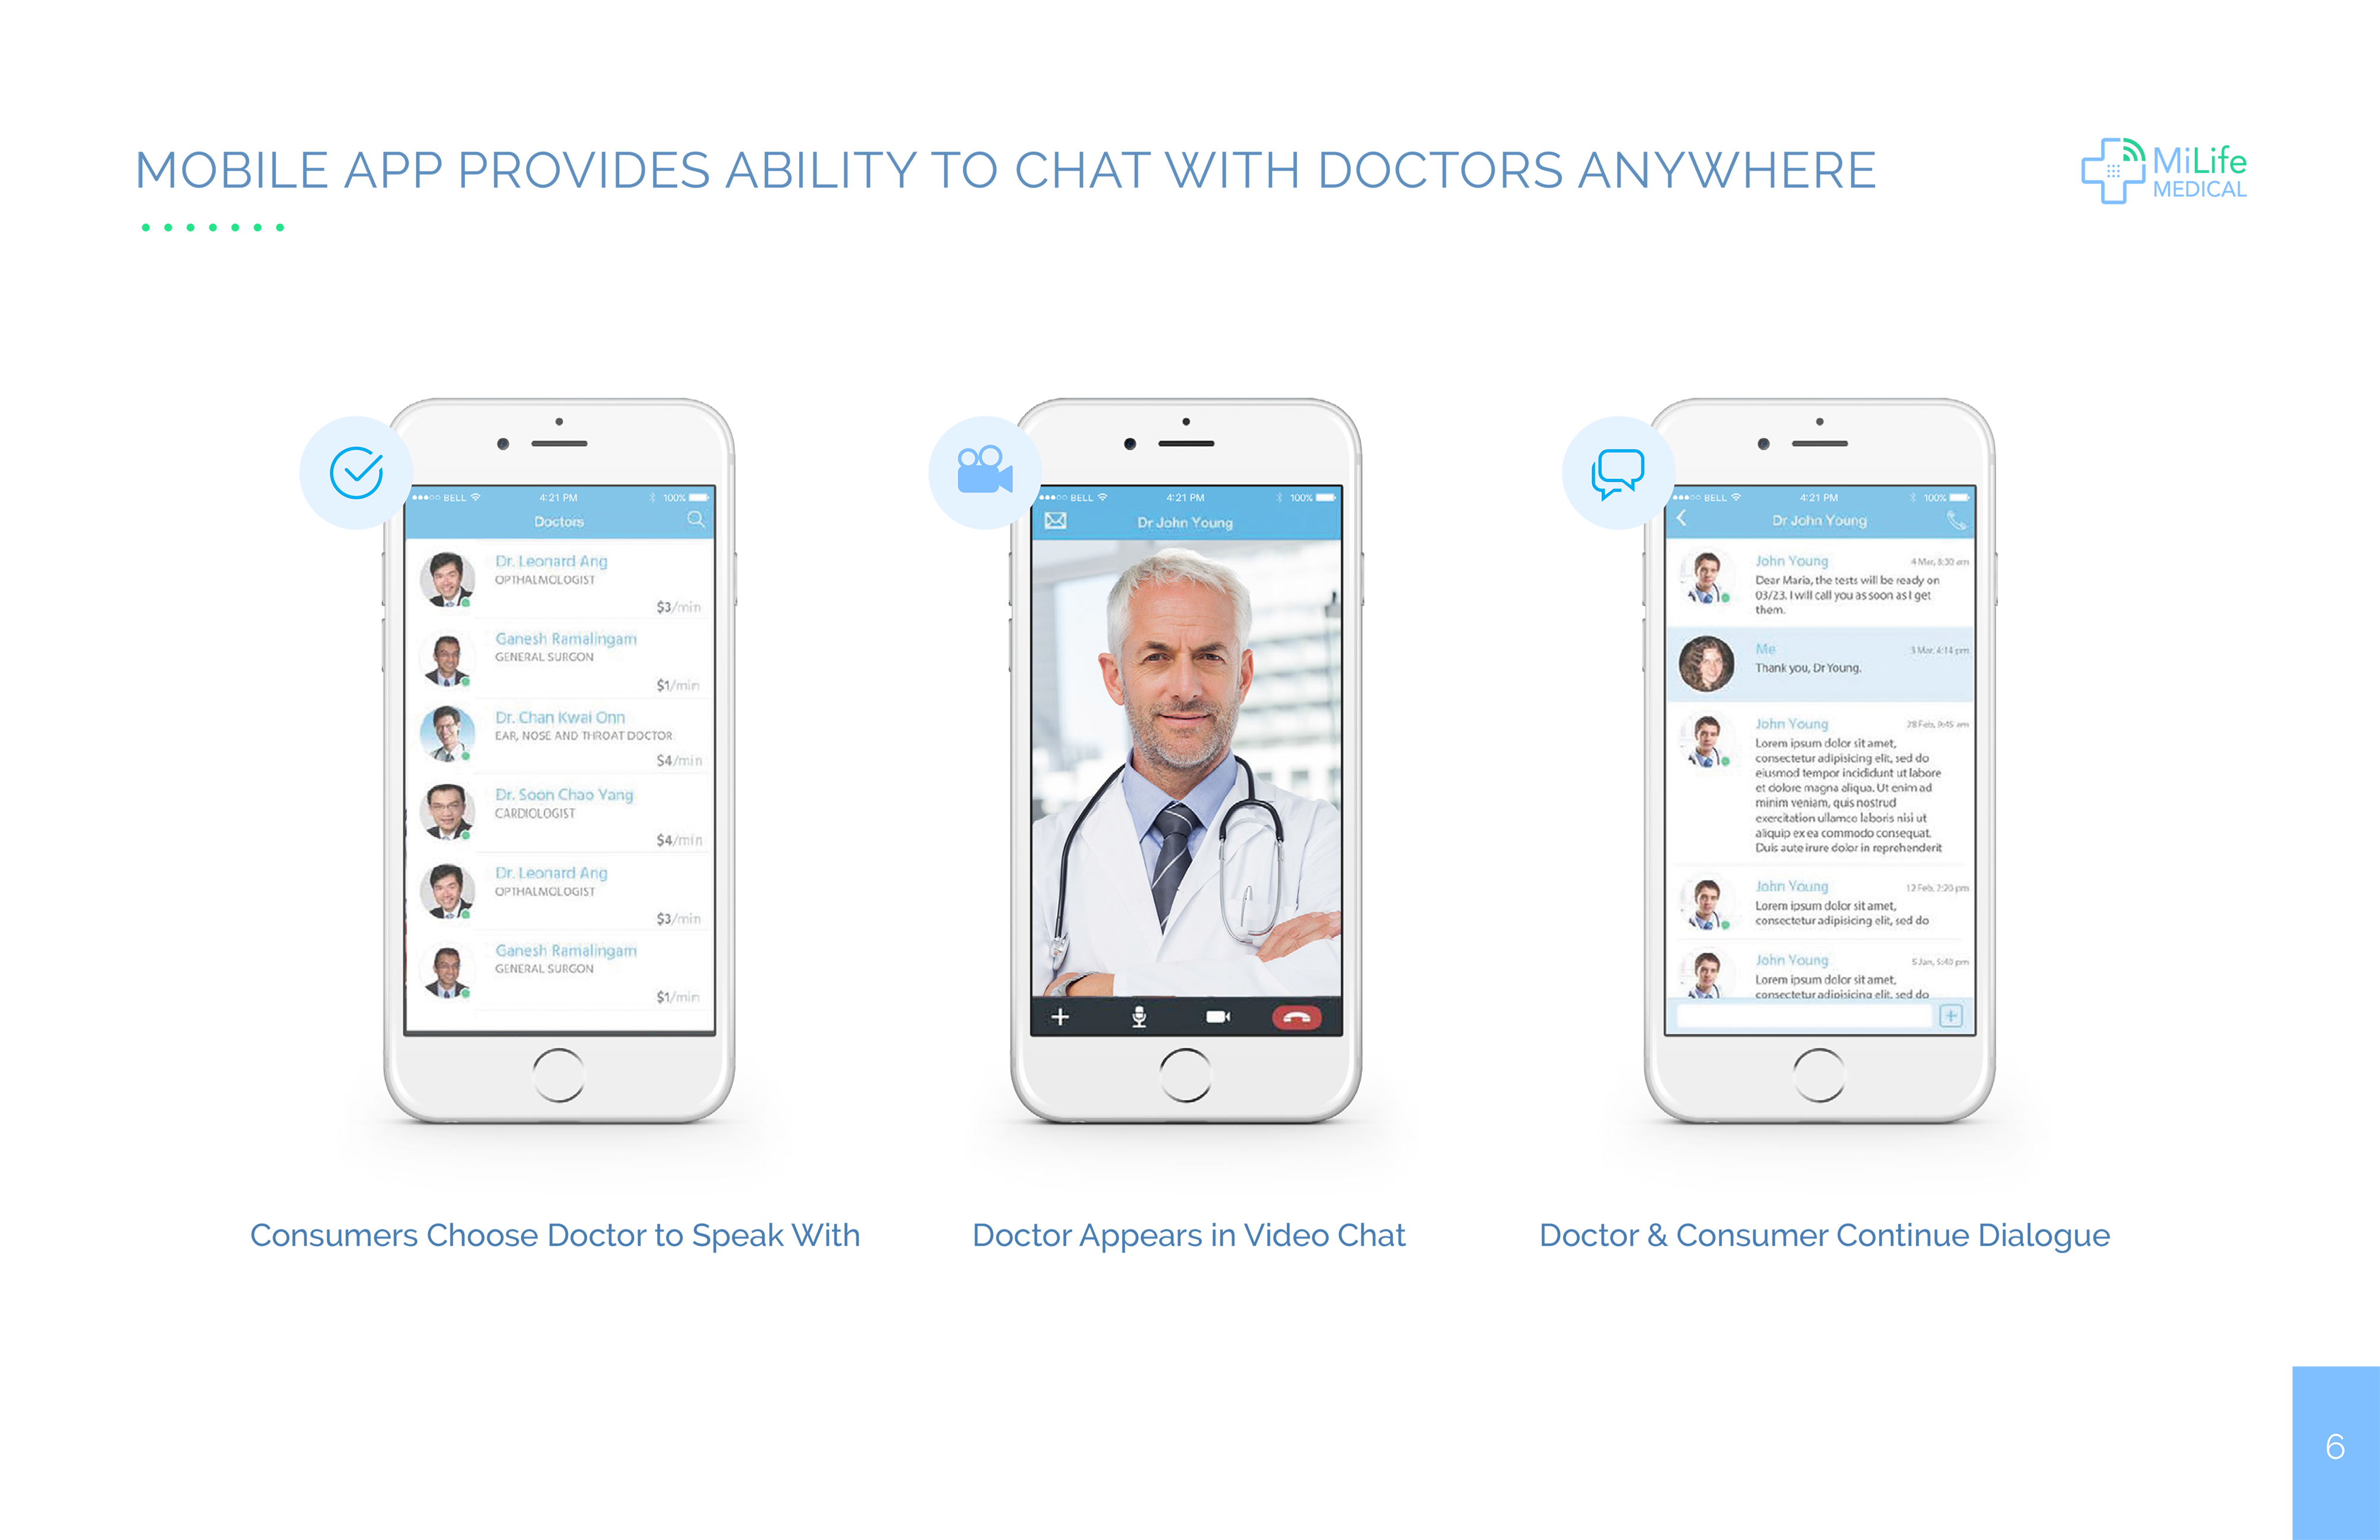 MOBILE APP PROVIDES ABILITY TO CHAT WITH DOCTORS ANYWHERE
MiLife
MEDICAL
BELL 4:21 PM 100%
Doctors
Dr. Leonard Ang
OPTHALMOLOGIST
$3/min
Ganesh Ramalingam
GENERAL SURGON
$1/min
Dr. Chan Kwai Onn
EAR, NOSE AND THROAT DOCTOR
$4/min
Dr. Soon Chao Yang
CARDIOLOGIST
$4/min
Dr. Leonard Ang
OPTHALMOLOGIST
$3/min
Ganesh Ramalingam
GENERAL SURGON
$1/min
Consumers Choose Doctor to Speak With
BELL 4:21 PM 100%
Dr John Young
Doctor Appears in Video Chat
BELL 4:21 PM 100%
Dr John Young
John Young 4 Mar, 8:30 am
Dear Maria, the tests will be ready on
03/23. I will call you as soon as I get
them.
Me 3 Mar, 4:14 pm
Thank you, Dr Young.
John Young 28 Feb, 9:45 am
Lorem ipsum dolor sit amet,
consectetur adipisicing elit, sed do
eiusmod tempor incididunt ut labore
et dolore magna aliqua. Ut enim ad
minim veniam, quis nostrud
exercitation ullamco laboris nisi ut
aliquip ex ea commodo consequat.
Duis aute irure dolor in reprehenderit
John Young 12 Feb, 2:20 pm
Lorem ipsum dolor sit amet,
consectetur adipisicing elit, sed do
John Young 5 Jan, 5:40 pm
Lorem ipsum dolor sit amet,
consectetur adipisicing elit, sed do
Doctor & Consumer Continue Dialogue
6